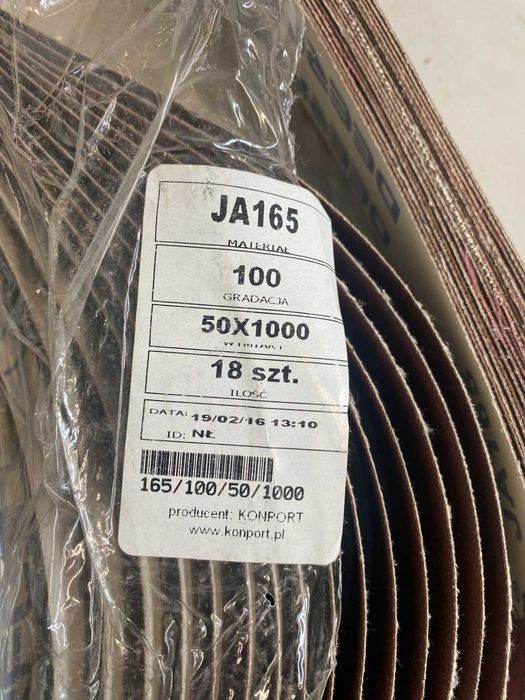 JA165
MATERIAŁ
100
GRADACJA
50X1000
WYMIARY
18 szt.
ILOŚĆ
DATA: 19/02/16 13:10
ID: NŁ
165/100/50/1000
producent: KONPORT
www.konport.pl